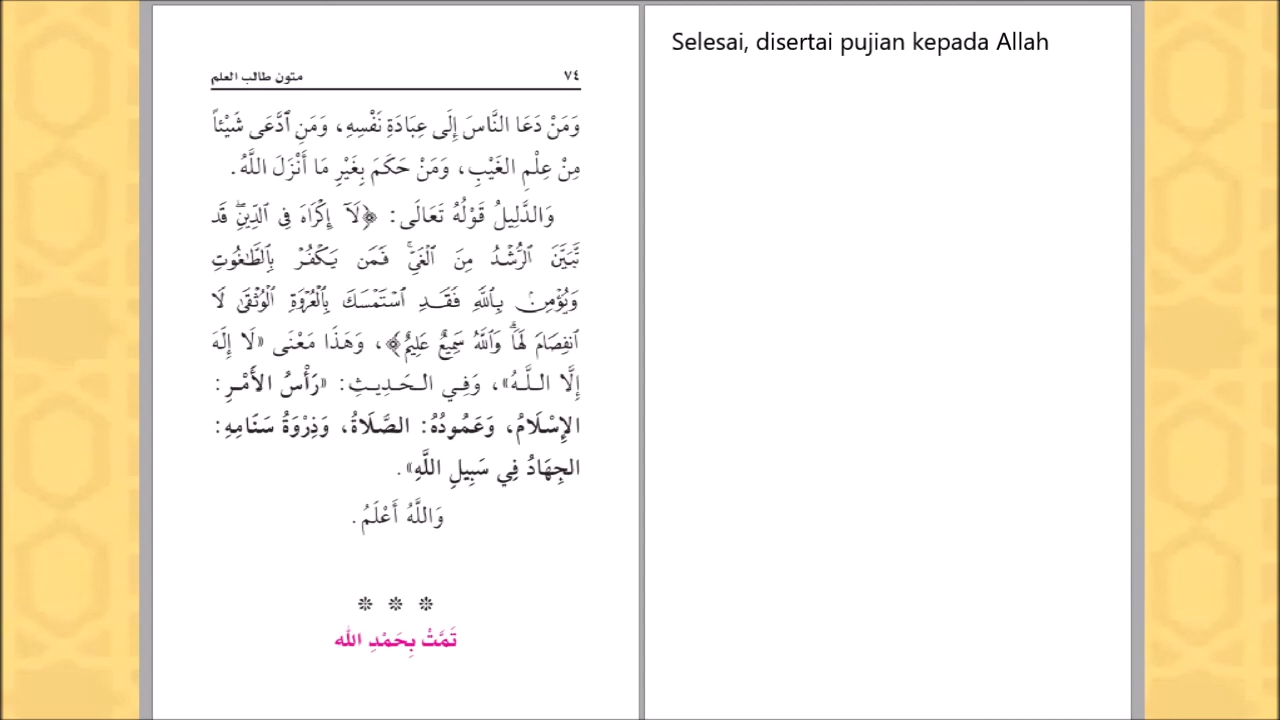 متون طالب العلم
٧٤
وَمَنْ دَعَا النَّاسَ إِلَى عِبَادَةِ نَفْسِهِ، وَمَنِ ٱدَّعَى شَيْئاً
مِنْ عِلْمِ الغَيْبِ، وَمَنْ حَكَمَ بِغَيْرِ مَا أَنْزَلَ اللَّهُ.
وَالدَّلِيلُ قَوْلُهُ تَعَالَى: ﴿لَآ إِكْرَاهَ فِى ٱلدِّينِۖ قَد
تَّبَيَّنَ ٱلرُّشْدُ مِنَ ٱلْغَيِّۚ فَمَن يَكْفُرْ بِٱلطَّٰغُوتِ
وَيُؤْمِنۢ بِٱللَّهِ فَقَدِ ٱسْتَمْسَكَ بِٱلْعُرْوَةِ ٱلْوُثْقَىٰ لَا
ٱنفِصَامَ لَهَاۗ وَٱللَّهُ سَمِيعٌ عَلِيمٌ﴾، وَهَذَا مَعْنَى «لَا إِلَهَ
إِلَّا اللَّهُ»، وَفِي الحَدِيثِ: «رَأْسُ الأَمْرِ:
الإِسْلَامُ، وَعَمُودُهُ: الصَّلَاةُ، وَذِرْوَةُ سَنَامِهِ:
الجِهَادُ فِي سَبِيلِ اللَّهِ».
وَاللَّهُ أَعْلَمُ.
تَمَّتْ بِحَمْدِ الله
Selesai, disertai pujian kepada Allah